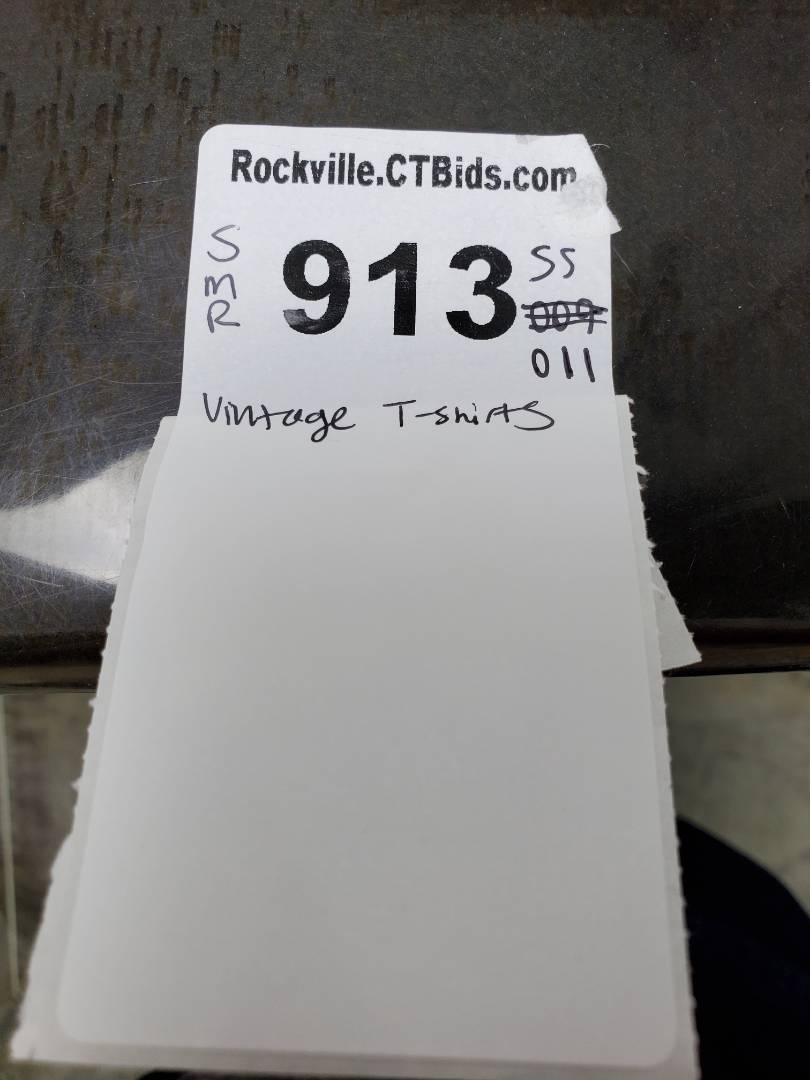 Rockville.CTBids.com
S
M
R
913
SS
009
011
Vintage T-shirts